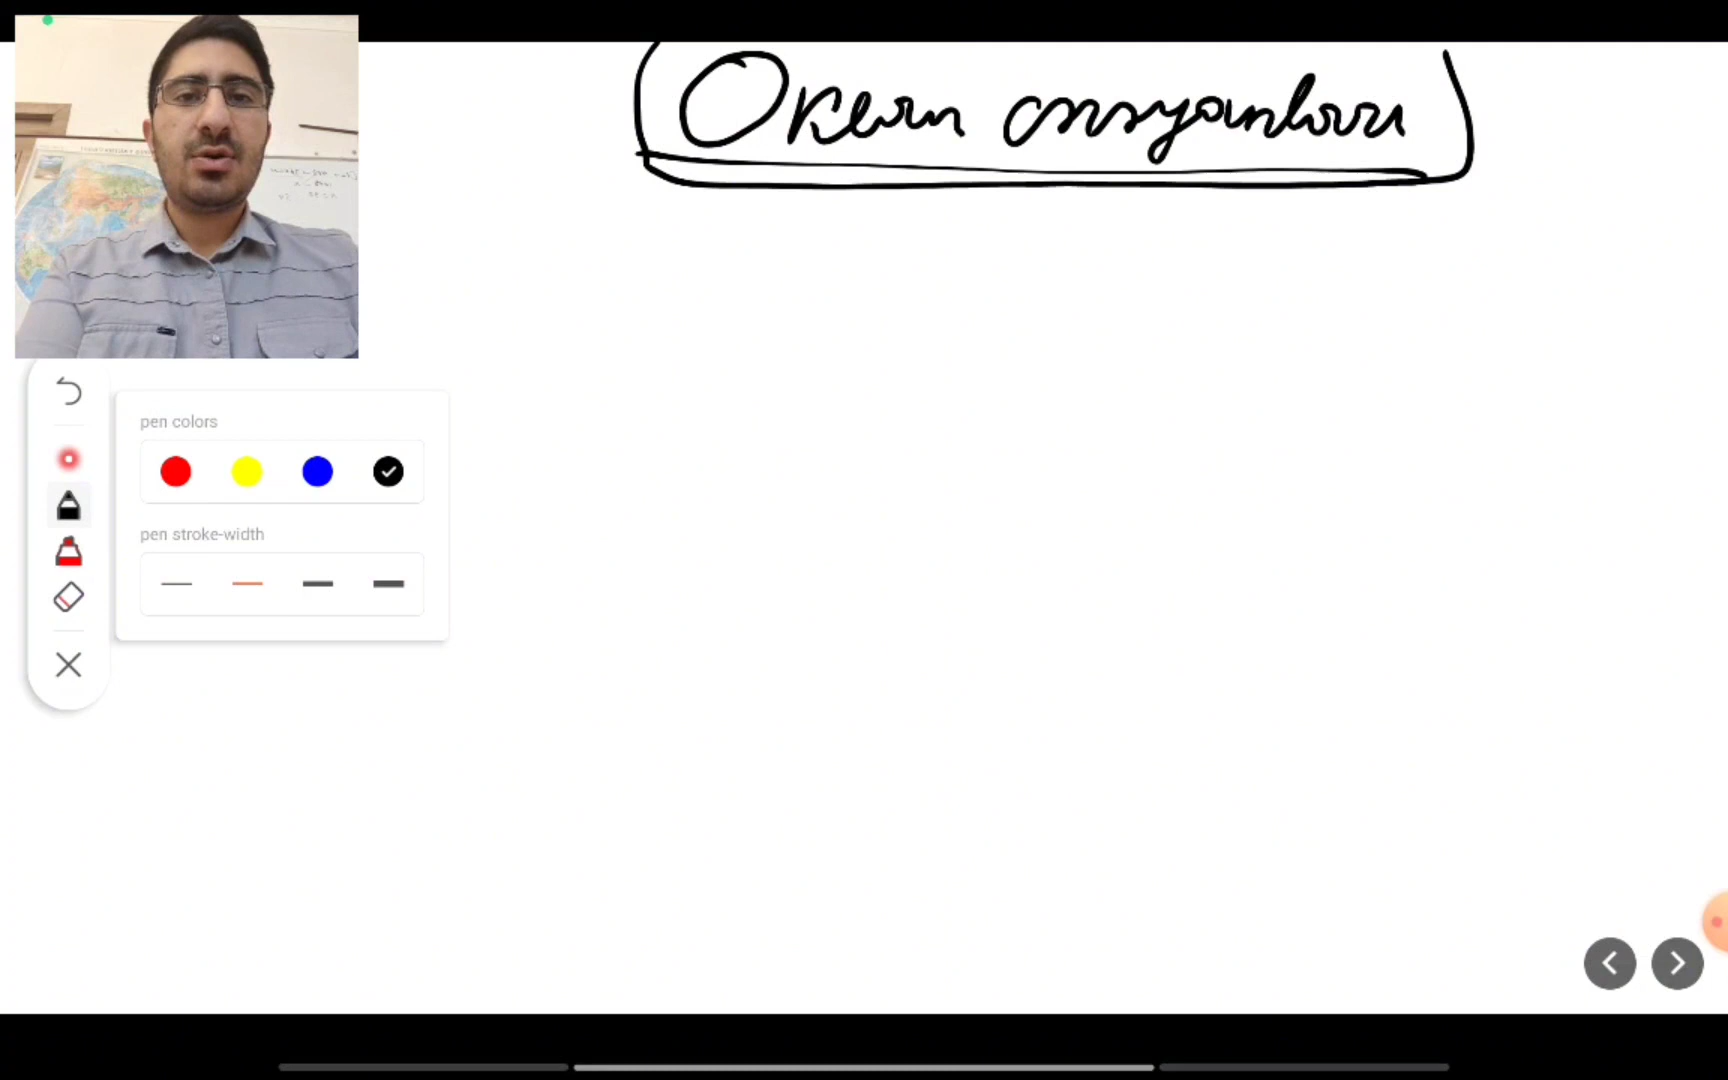 Okean cərəyanları
pen colors
pen stroke-width